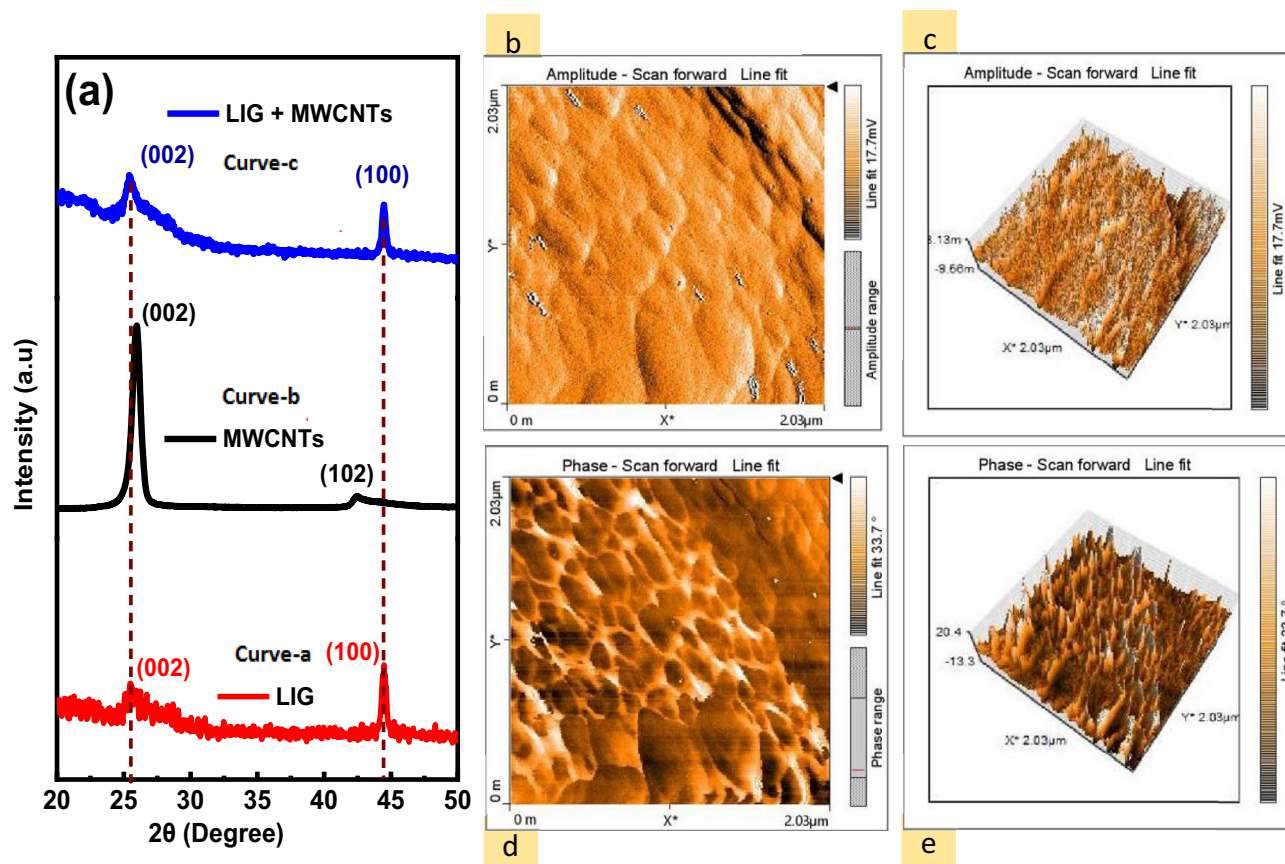 (a)
LIG + MWCNTs
(002)
Curve-c
(100)
(002)
Curve-b
MWCNTs
(102)
Curve-a
(002)
(100)
LIG
Intensity (a.u)
20 25 30 35 40 45 50
2θ (Degree)
b
Amplitude - Scan forward Line fit
2.03µm
Y*
0 m
0 m X* 2.03µm
Line fit 17.7mV
Amplitude range
c
Amplitude - Scan forward Line fit
-9.66m
X* 2.03µm
Y* 2.03µm
Line fit 17.7mV
Phase - Scan forward Line fit
2.03µm
Y*
0 m
0 m X* 2.03µm
Line fit 33.7 °
Phase range
d
Phase - Scan forward Line fit
20.4
-13.3
X* 2.03µm
Y* 2.03µm
e